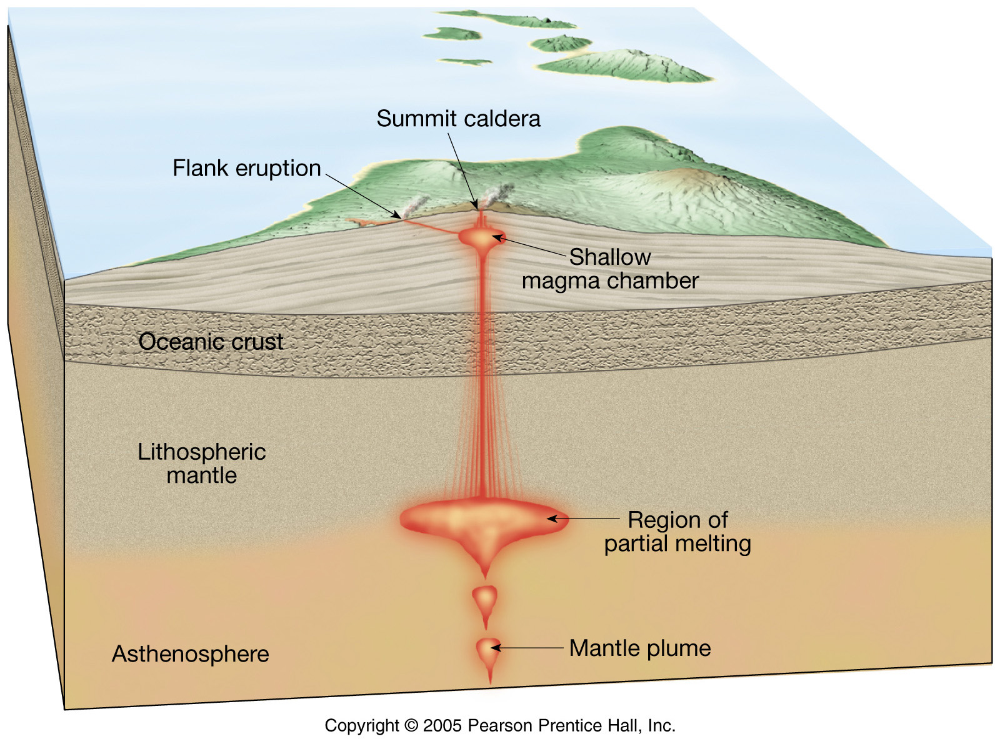 Summit caldera
Flank eruption
Shallow
magma chamber
Oceanic crust
Lithospheric
mantle
Region of
partial melting
Asthenosphere
Mantle plume
Copyright © 2005 Pearson Prentice Hall, Inc.